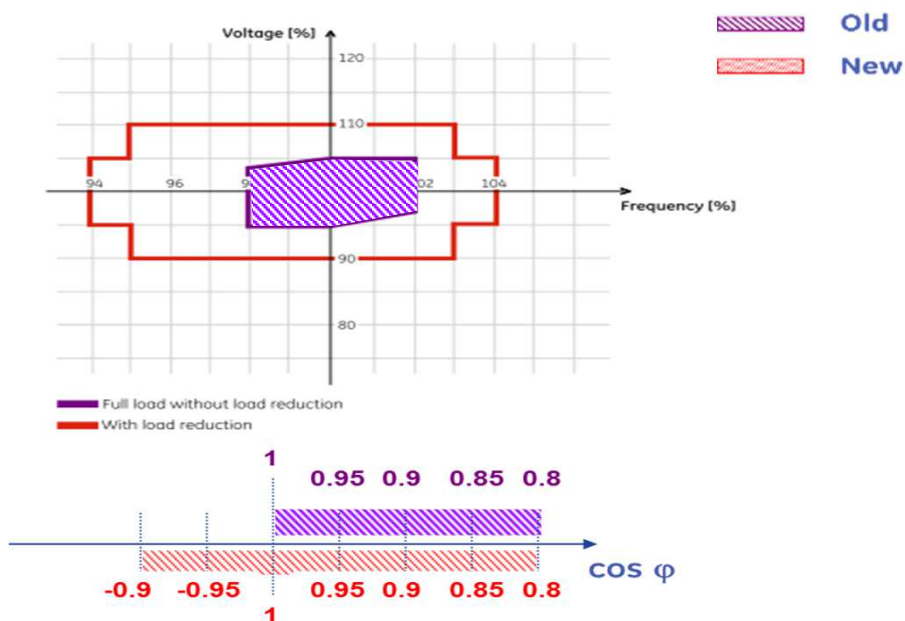 Old
New
Voltage [%]
120
110
94
96
9
02
104
Frequency [%]
90
80
Full load without load reduction
With load reduction
1
0.95 0.9 0.85 0.8
cos φ
-0.9 -0.95 0.95 0.9 0.85 0.8
1